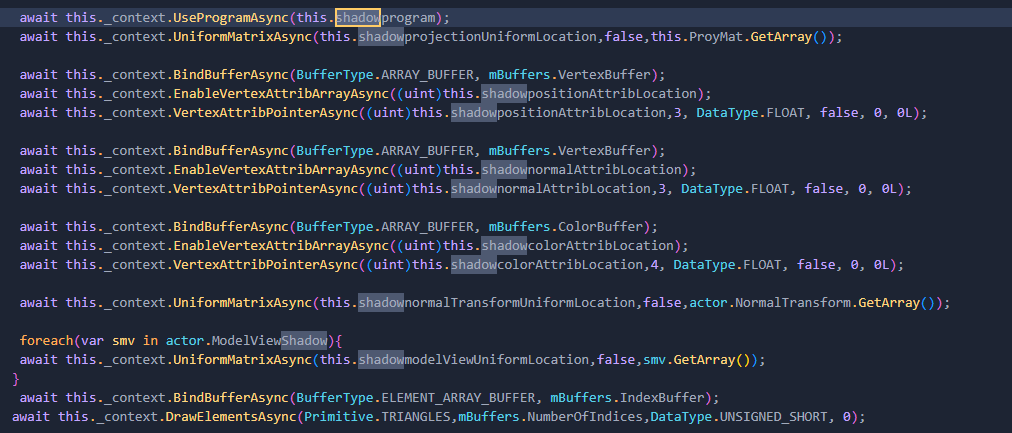 await this._context.UseProgramAsync(this.shadowprogram);
await this._context.UniformMatrixAsync(this.shadowprojectionUniformLocation,false,this.ProyMat.GetArray());
await this._context.BindBufferAsync(BufferType.ARRAY_BUFFER, mBuffers.VertexBuffer);
await this._context.EnableVertexAttribArrayAsync((uint)this.shadowpositionAttribLocation);
await this._context.VertexAttribPointerAsync((uint)this.shadowpositionAttribLocation,3, DataType.FLOAT, false, 0, 0L);
await this._context.BindBufferAsync(BufferType.ARRAY_BUFFER, mBuffers.VertexBuffer);
await this._context.EnableVertexAttribArrayAsync((uint)this.shadownormalAttribLocation);
await this._context.VertexAttribPointerAsync((uint)this.shadownormalAttribLocation,3, DataType.FLOAT, false, 0, 0L);
await this._context.BindBufferAsync(BufferType.ARRAY_BUFFER, mBuffers.ColorBuffer);
await this._context.EnableVertexAttribArrayAsync((uint)this.shadowcolorAttribLocation);
await this._context.VertexAttribPointerAsync((uint)this.shadowcolorAttribLocation,4, DataType.FLOAT, false, 0, 0L);
await this._context.UniformMatrixAsync(this.shadownormalTransformUniformLocation,false,actor.NormalTransform.GetArray());
foreach(var smv in actor.ModelViewShadow){
await this._context.UniformMatrixAsync(this.shadowmodelViewUniformLocation,false,smv.GetArray());
}
await this._context.BindBufferAsync(BufferType.ELEMENT_ARRAY_BUFFER, mBuffers.IndexBuffer);
await this._context.DrawElementsAsync(Primitive.TRIANGLES,mBuffers.NumberOfIndices,DataType.UNSIGNED_SHORT, 0);